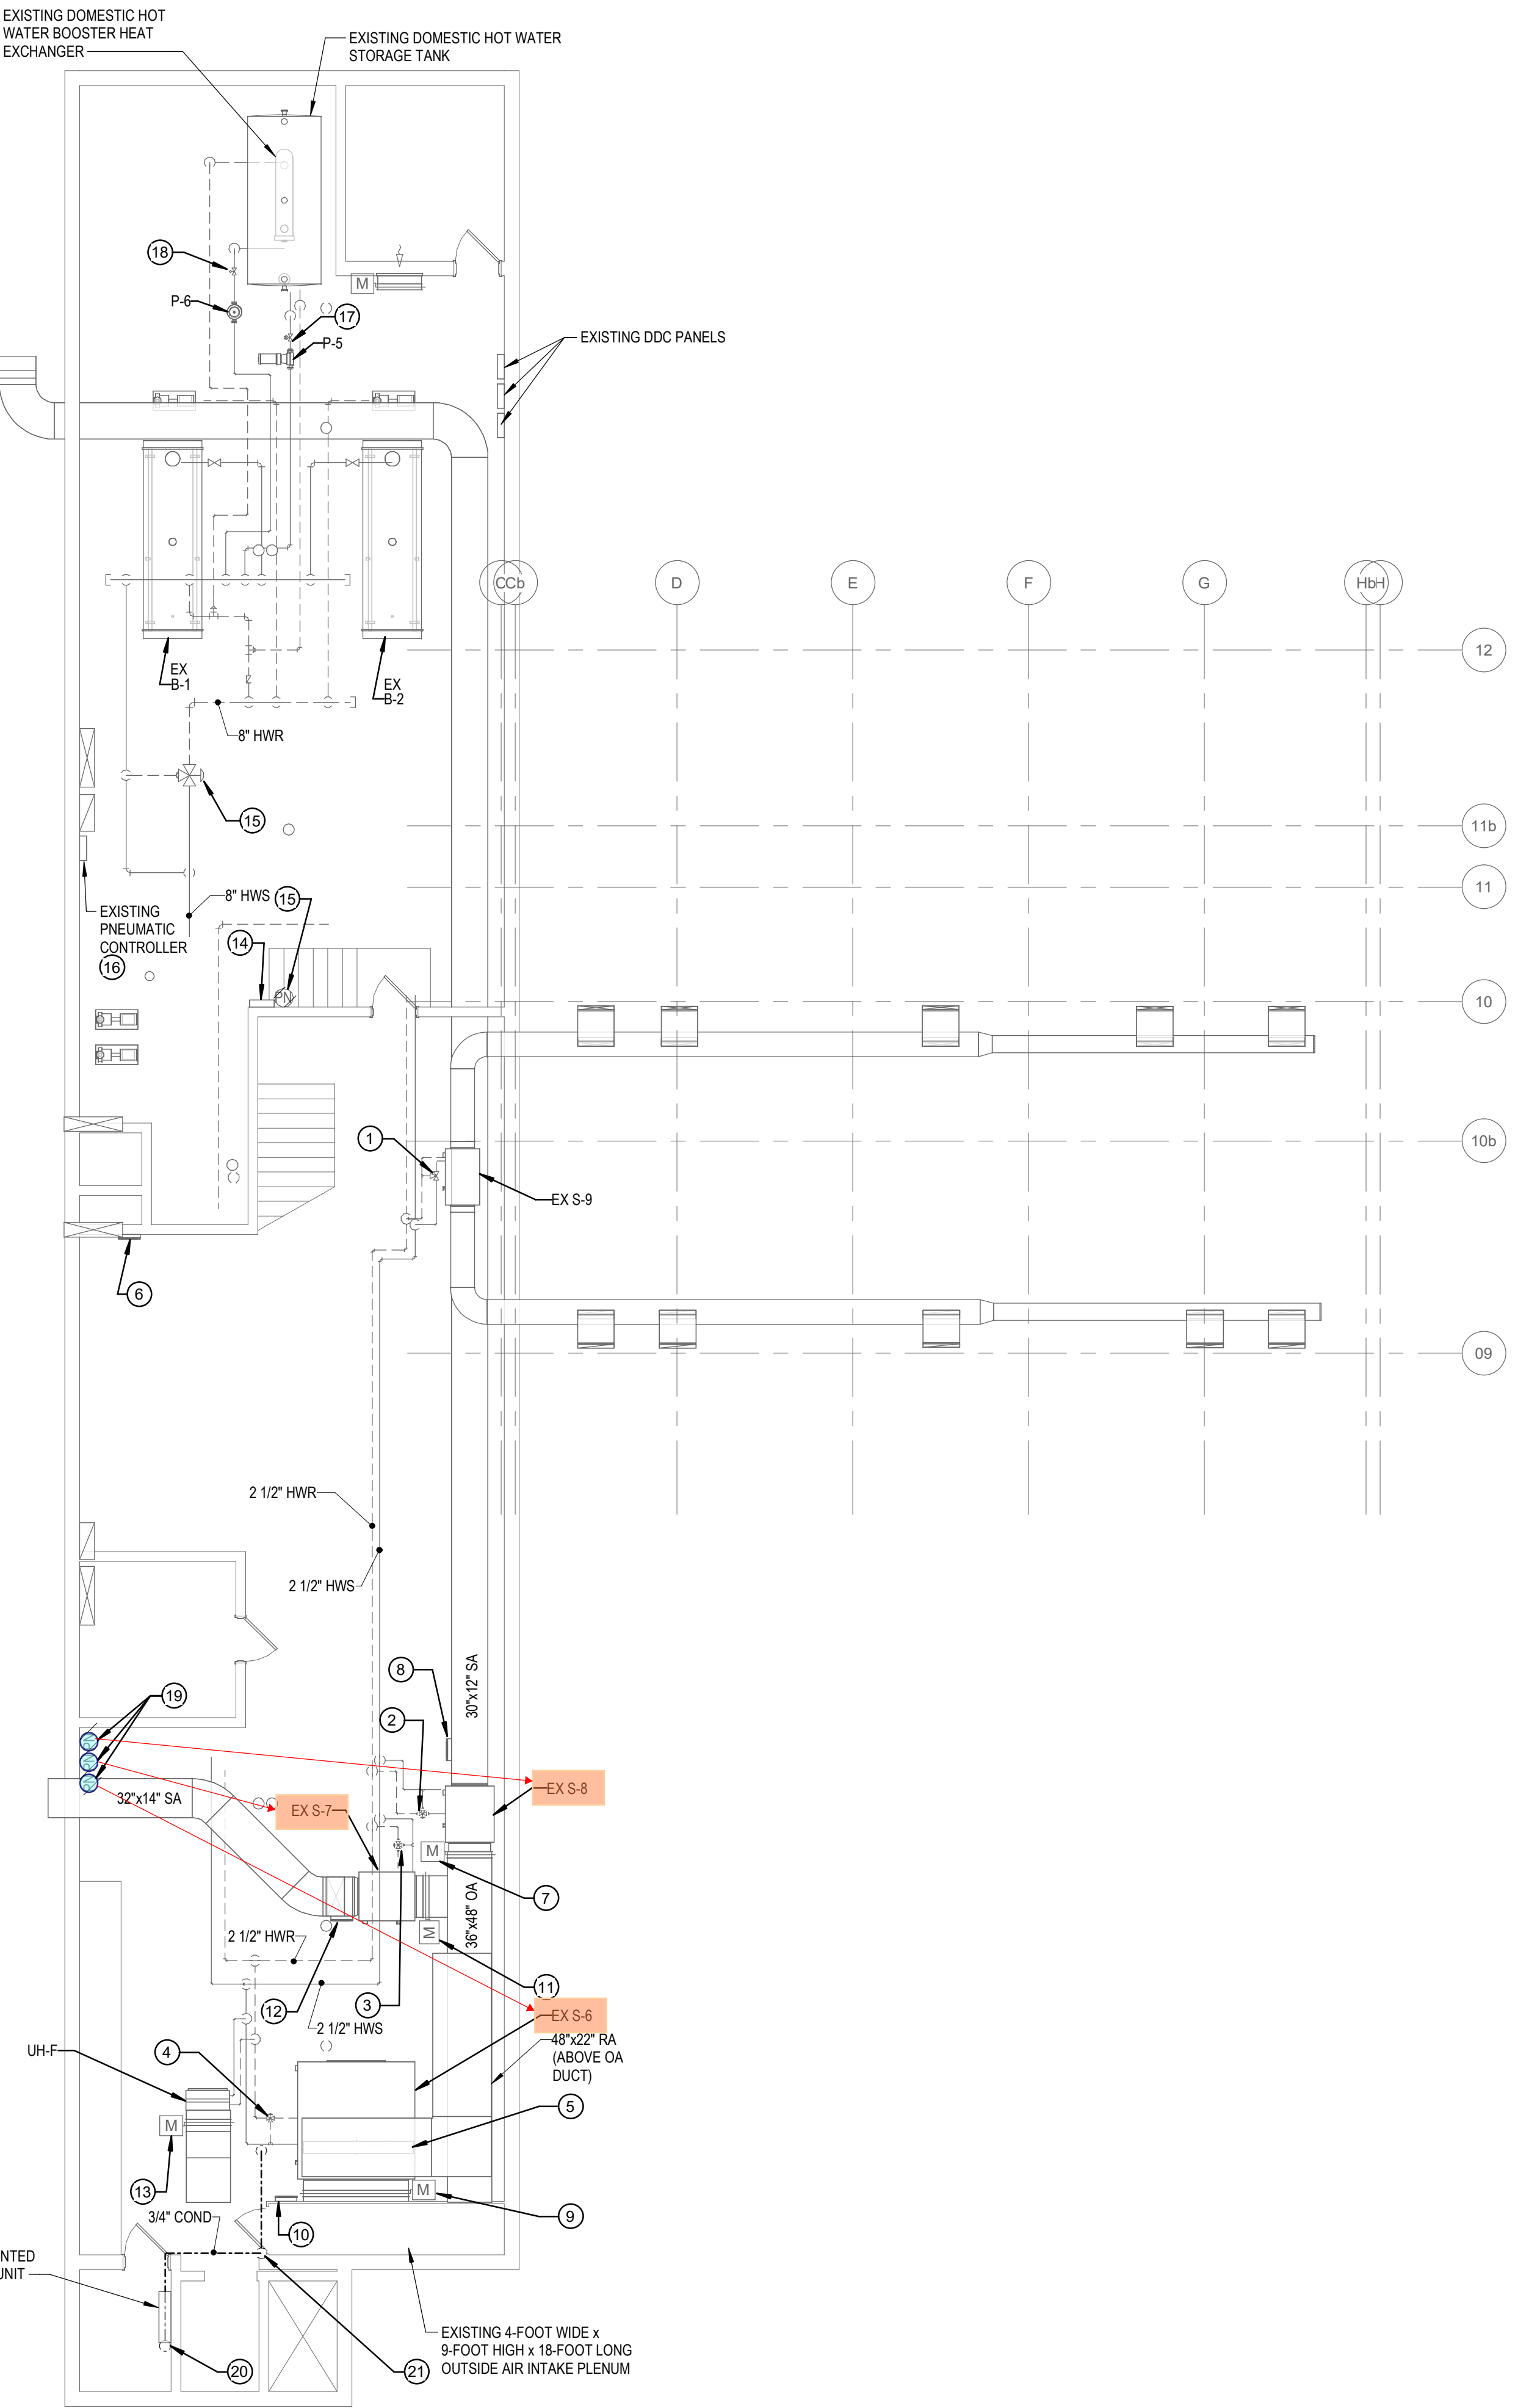 EXISTING DOMESTIC HOT
WATER BOOSTER HEAT
EXCHANGER
EXISTING DOMESTIC HOT WATER
STORAGE TANK
18
M
P-6
17
P-5
EXISTING DDC PANELS
C
Cb
D
E
F
G
Hb
H
12
EX
B-1
EX
B-2
8" HWR
15
11b
11
8" HWS
15
EXISTING
PNEUMATIC
CONTROLLER
16
14
PN
10
1
10b
EX S-9
6
09
2 1/2" HWR
2 1/2" HWS
30"x12" SA
8
19
2
PN
PN
PN
32"x14" SA
EX S-8
EX S-7
M
7
36"x48" OA
M
2 1/2" HWR
11
12
3
EX S-6
2 1/2" HWS
48"x22" RA
(ABOVE OA
DUCT)
UH-F
4
5
M
13
M
9
3/4" COND
10
NTED
UNIT
EXISTING 4-FOOT WIDE x
9-FOOT HIGH x 18-FOOT LONG
OUTSIDE AIR INTAKE PLENUM
20
21